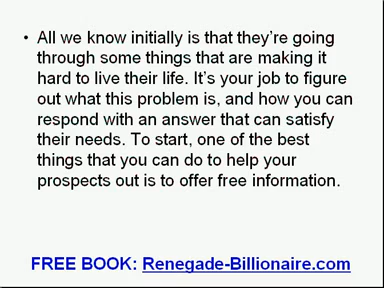 • All we know initially is that they're going
through some things that are making it
hard to live their life. It's your job to figure
out what this problem is, and how you can
respond with an answer that can satisfy
their needs. To start, one of the best
things that you can do to help your
prospects out is to offer free information.
FREE BOOK: Renegade-Billionaire.com